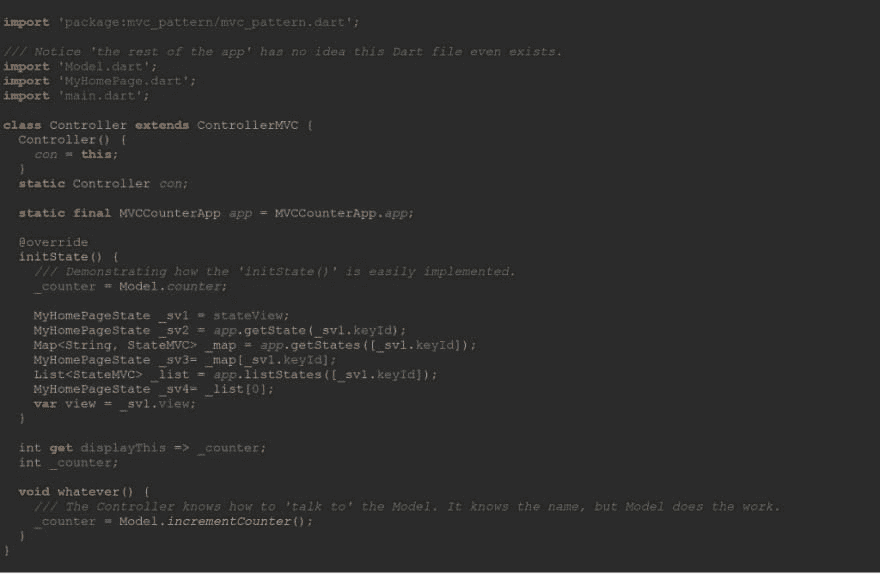 import 'package:mvc_pattern/mvc_pattern.dart';
/// Notice 'the rest of the app' has no idea this Dart file even exists.
import 'Model.dart';
import 'MyHomePage.dart';
import 'main.dart';
class Controller extends ControllerMVC {
Controller() {
con = this;
}
static Controller con;
static final MVCCounterApp app = MVCCounterApp.app;
@override
initState() {
/// Demonstrating how the 'initState()' is easily implemented.
_counter = Model.counter;
MyHomePageState _sv1 = stateView;
MyHomePageState _sv2 = app.getState(_sv1.keyId);
Map<String, StateMVC> _map = app.getStates([_sv1.keyId]);
MyHomePageState _sv3= _map[_sv1.keyId];
List<StateMVC> _list = app.listStates([_sv1.keyId]);
MyHomePageState _sv4= _list[0];
var view = _sv1.view;
}
int get displayThis => _counter;
int _counter;
void whatever() {
/// The Controller knows how to 'talk to' the Model. It knows the name, but Model does the work.
_counter = Model.incrementCounter();
}
}